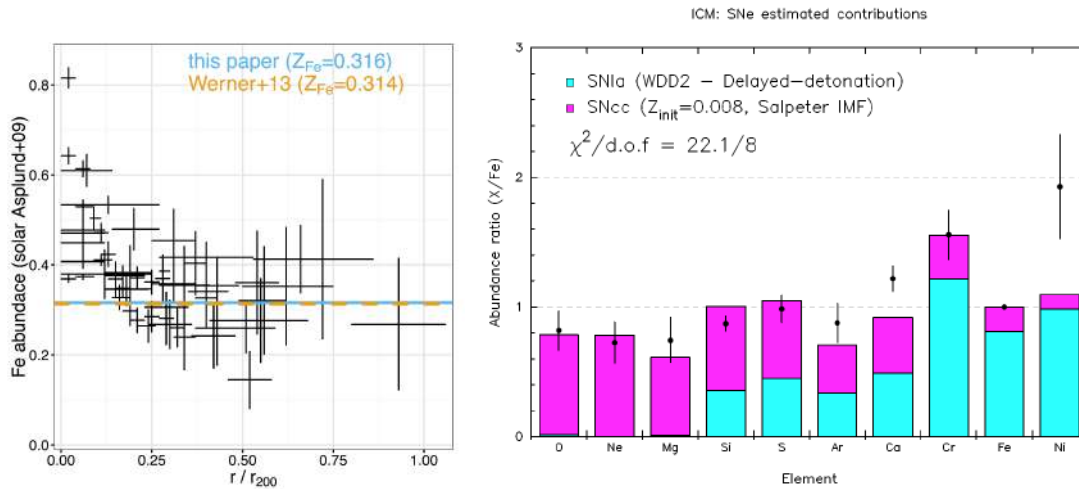 this paper (Z_Fe=0.316)
Werner+13 (Z_Fe=0.314)
Fe abundace (solar Asplund+09)
0.8
0.6
0.4
0.2
0.0
0.00
0.25
0.50
0.75
1.00
r / r_200
ICM: SNe estimated contributions
SNIa (WDD2 − Delayed−detonation)
SNcc (Z_init=0.008, Salpeter IMF)
χ²/d.o.f = 22.1/8
Abundance ratio (X/Fe)
3
2
1
0
O Ne Mg Si S Ar Ca Cr Fe Ni
Element